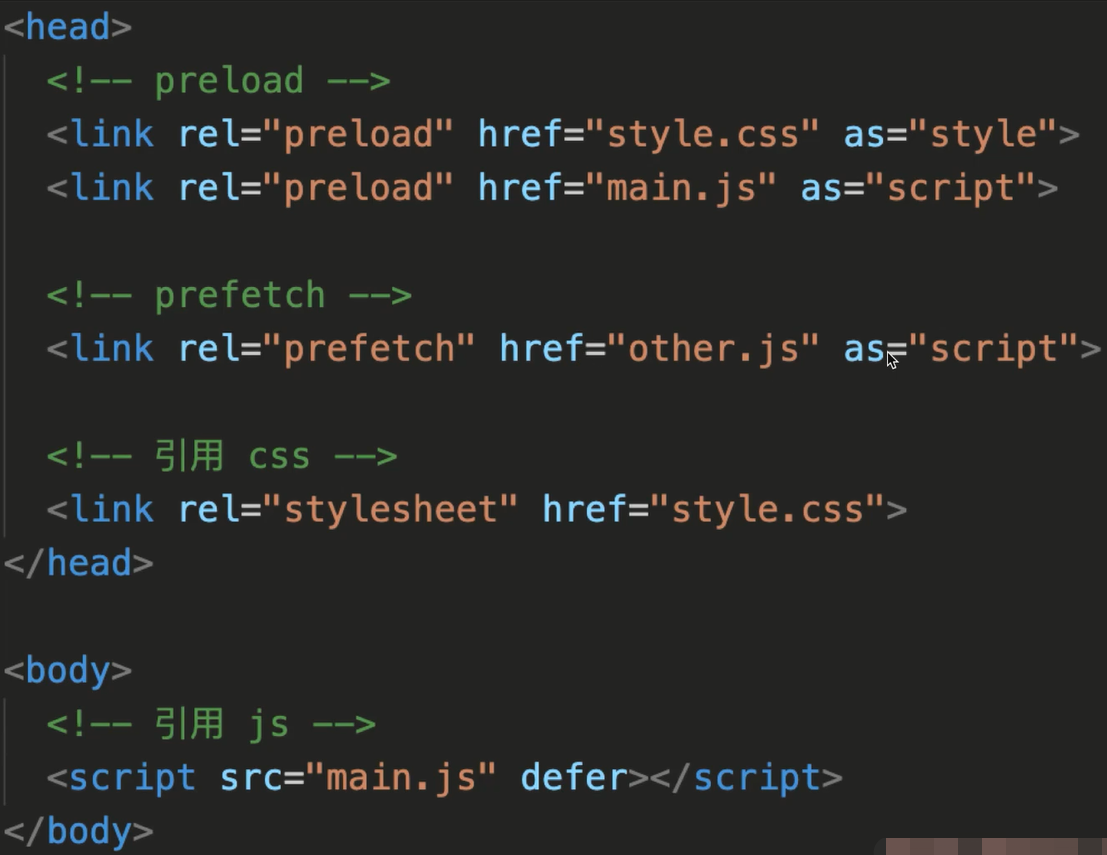 <head>
<!-- preload -->
<link rel="preload" href="style.css" as="style">
<link rel="preload" href="main.js" as="script">
<!-- prefetch -->
<link rel="prefetch" href="other.js" as="script">
<!-- 引用 css -->
<link rel="stylesheet" href="style.css">
</head>
<body>
<!-- 引用 js -->
<script src="main.js" defer></script>
</body>